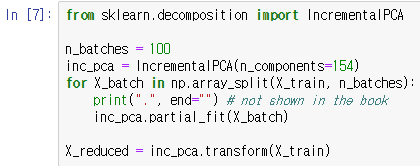 In [7]: from sklearn.decomposition import IncrementalPCA
n_batches = 100
inc_pca = IncrementalPCA(n_components=154)
for X_batch in np.array_split(X_train, n_batches):
    print(".", end="") # not shown in the book
    inc_pca.partial_fit(X_batch)
X_reduced = inc_pca.transform(X_train)